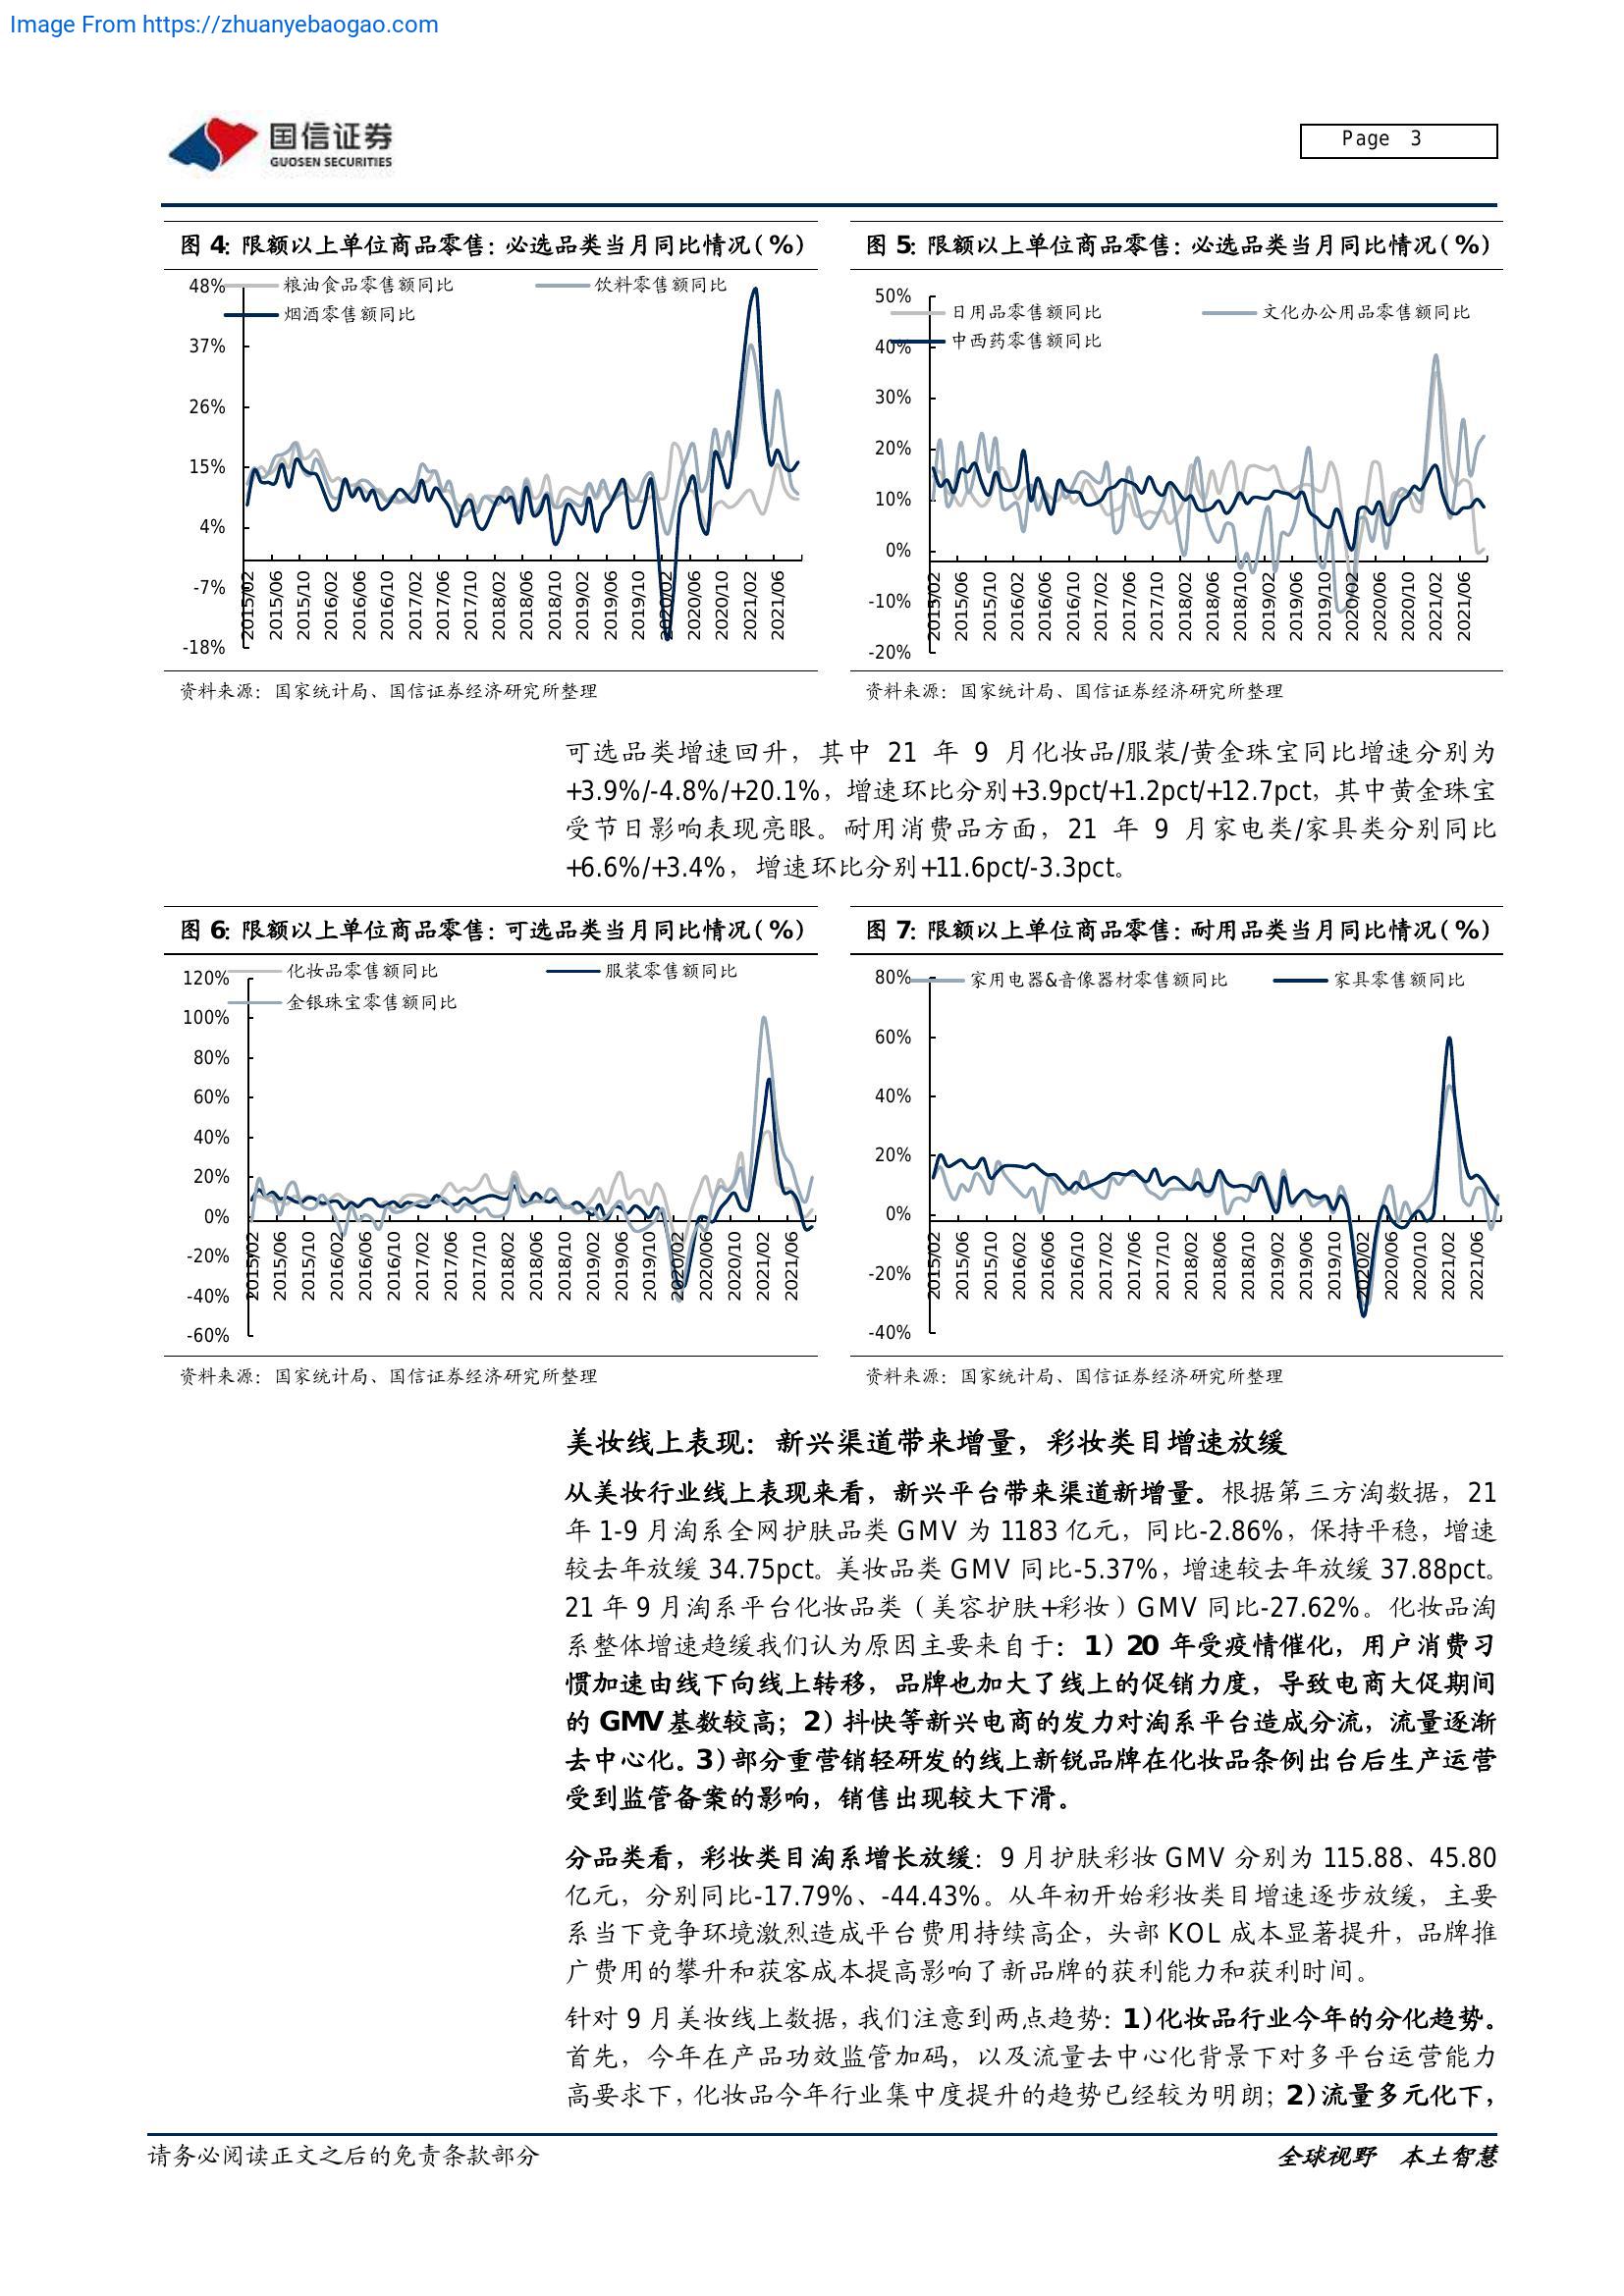 Image From https://zhuanyebaogao.com
国信证券
GUOSEN SECURITIES
Page 3
图 4: 限额以上单位商品零售: 必选品类当月同比情况(%)
粮油食品零售额同比
饮料零售额同比
烟酒零售额同比
48%
37%
26%
15%
4%
-7%
-18%
2015/02 2015/06 2015/10 2016/02 2016/06 2016/10 2017/02 2017/06 2017/10 2018/02 2018/06 2018/10 2019/02 2019/06 2019/10 2020/02 2020/06 2020/10 2021/02 2021/06
资料来源: 国家统计局、国信证券经济研究所整理
图 5: 限额以上单位商品零售: 必选品类当月同比情况(%)
日用品零售额同比
文化办公用品零售额同比
中西药零售额同比
50%
40%
30%
20%
10%
0%
-10%
-20%
2015/02 2015/06 2015/10 2016/02 2016/06 2016/10 2017/02 2017/06 2017/10 2018/02 2018/06 2018/10 2019/02 2019/06 2019/10 2020/02 2020/06 2020/10 2021/02 2021/06
资料来源: 国家统计局、国信证券经济研究所整理
可选品类增速回升，其中 21 年 9 月化妆品/服装/黄金珠宝同比增速分别为
+3.9%/-4.8%/+20.1%，增速环比分别+3.9pct/+1.2pct/+12.7pct，其中黄金珠宝
受节日影响表现亮眼。耐用消费品方面，21 年 9 月家电类/家具类分别同比
+6.6%/+3.4%，增速环比分别+11.6pct/-3.3pct。
图 6: 限额以上单位商品零售: 可选品类当月同比情况(%)
化妆品零售额同比
服装零售额同比
金银珠宝零售额同比
120%
100%
80%
60%
40%
20%
0%
-20%
-40%
-60%
2015/02 2015/06 2015/10 2016/02 2016/06 2016/10 2017/02 2017/06 2017/10 2018/02 2018/06 2018/10 2019/02 2019/06 2019/10 2020/02 2020/06 2020/10 2021/02 2021/06
资料来源: 国家统计局、国信证券经济研究所整理
图 7: 限额以上单位商品零售: 耐用品类当月同比情况(%)
家用电器&音像器材零售额同比
家具零售额同比
80%
60%
40%
20%
0%
-20%
-40%
2015/02 2015/06 2015/10 2016/02 2016/06 2016/10 2017/02 2017/06 2017/10 2018/02 2018/06 2018/10 2019/02 2019/06 2019/10 2020/02 2020/06 2020/10 2021/02 2021/06
资料来源: 国家统计局、国信证券经济研究所整理
美妆线上表现：新兴渠道带来增量，彩妆类目增速放缓
从美妆行业线上表现来看，新兴平台带来渠道新增量。根据第三方淘数据，21
年 1-9 月淘系全网护肤品类 GMV 为 1183 亿元，同比-2.86%，保持平稳，增速
较去年放缓 34.75pct。美妆品类 GMV 同比-5.37%，增速较去年放缓 37.88pct。
21 年 9 月淘系平台化妆品类（美容护肤+彩妆）GMV 同比-27.62%。化妆品淘
系整体增速趋缓我们认为原因主要来自于：1）20 年受疫情催化，用户消费习
惯加速由线下向线上转移，品牌也加大了线上的促销力度，导致电商大促期间
的 GMV 基数较高；2）抖快等新兴电商的发力对淘系平台造成分流，流量逐渐
去中心化。3）部分重营销轻研发的线上新锐品牌在化妆品条例出台后生产运营
受到监管备案的影响，销售出现较大下滑。
分品类看，彩妆类目淘系增长放缓：9 月护肤彩妆 GMV 分别为 115.88、45.80
亿元，分别同比-17.79%、-44.43%。从年初开始彩妆类目增速逐步放缓，主要
系当下竞争环境激烈造成平台费用持续高企，头部 KOL 成本显著提升，品牌推
广费用的攀升和获客成本提高影响了新品牌的获利能力和获利时间。
针对 9 月美妆线上数据，我们注意到两点趋势：1）化妆品行业今年的分化趋势。
首先，今年在产品功效监管加码，以及流量去中心化背景下对多平台运营能力
高要求下，化妆品今年行业集中度提升的趋势已经较为明朗；2）流量多元化下，
请务必阅读正文之后的免责条款部分
全球视野 本土智慧